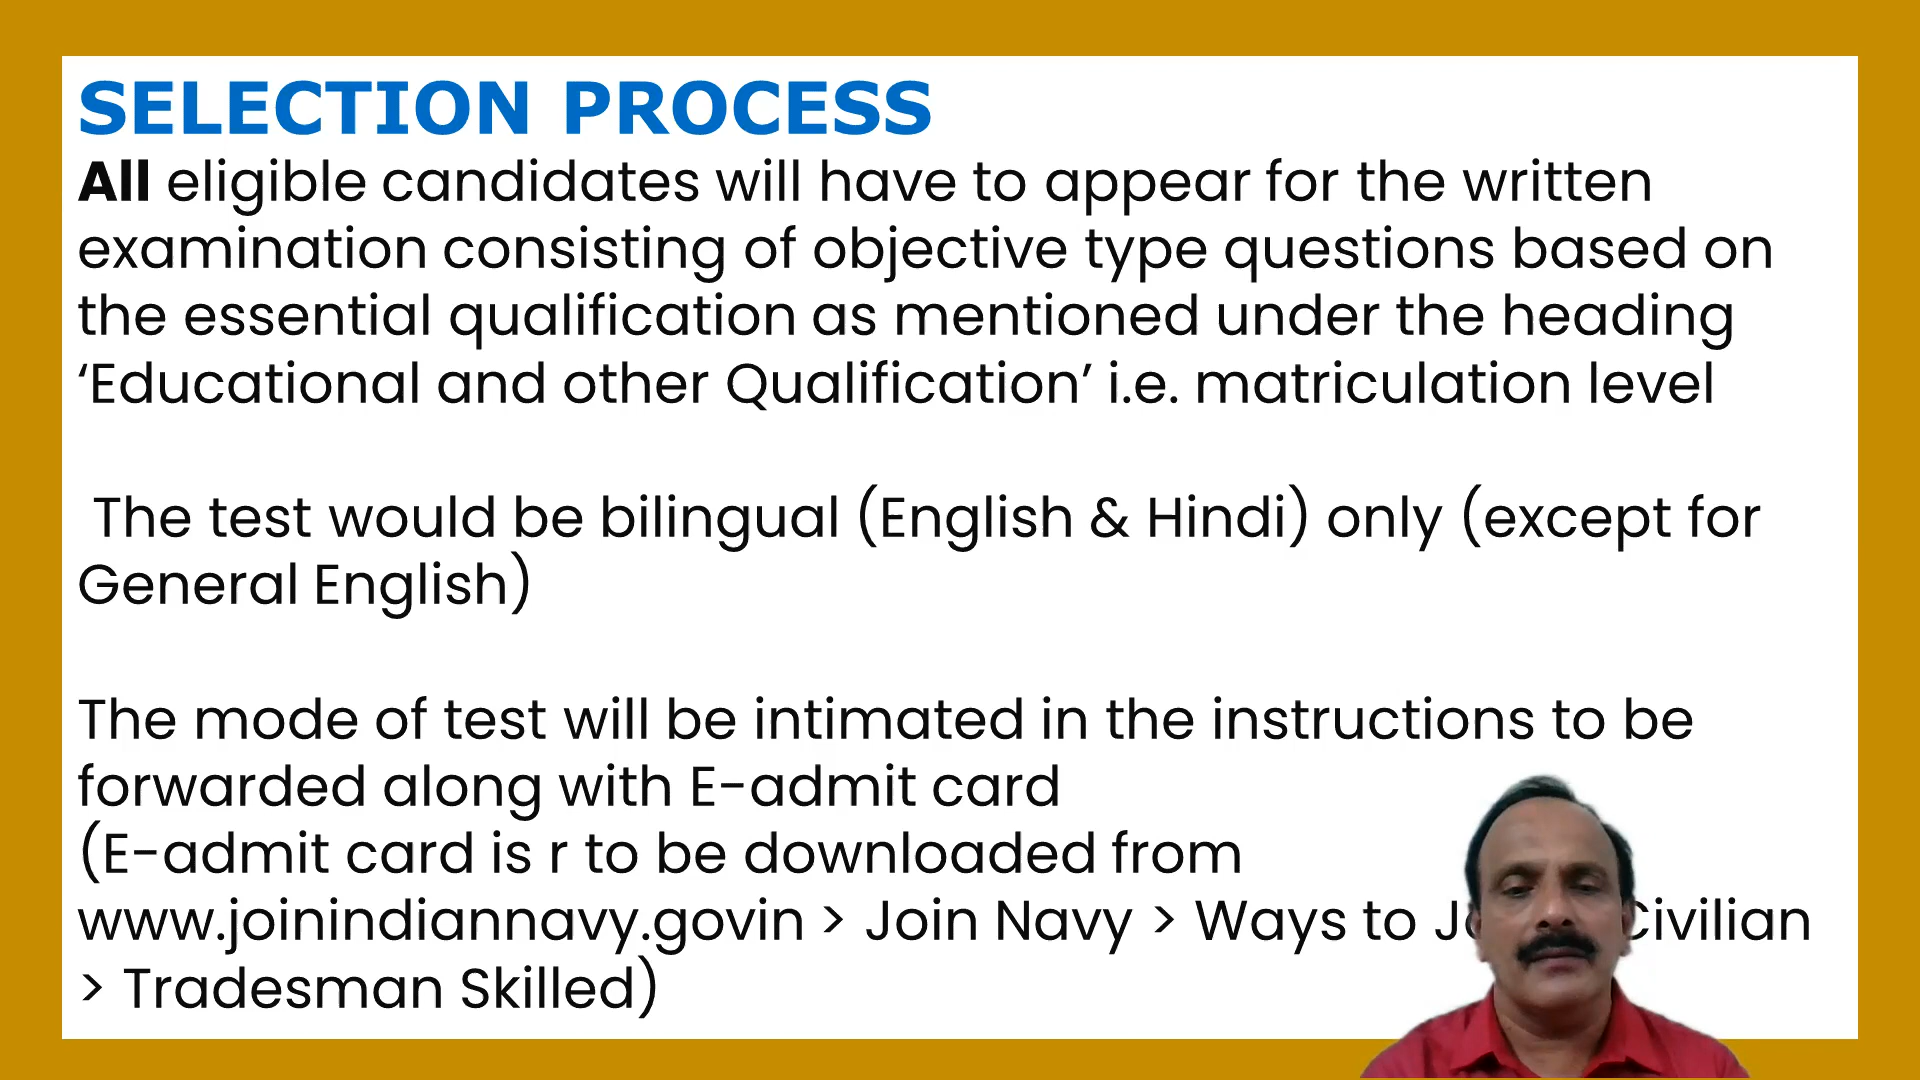 SELECTION PROCESS
All eligible candidates will have to appear for the written
examination consisting of objective type questions based on
the essential qualification as mentioned under the heading
‘Educational and other Qualification’ i.e. matriculation level
The test would be bilingual (English & Hindi) only (except for
General English)
The mode of test will be intimated in the instructions to be
forwarded along with E-admit card
(E-admit card is r to be downloaded from
www.joinindiannavy.govin > Join Navy > Ways to Civilian
> Tradesman Skilled)